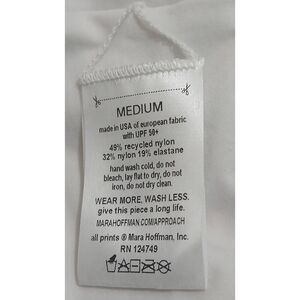 MEDIUM
made in USA of european fabric
with UPF 50+
49% recycled nylon
32% nylon 19% elastane
hand wash cold, do not
bleach, lay flat to dry, do not
iron, do not dry clean.
WEAR MORE, WASH LESS.
give this piece a long life.
MARAHOFFMAN.COM/APPROACH
all prints ® Mara Hoffman, Inc.
RN 124749